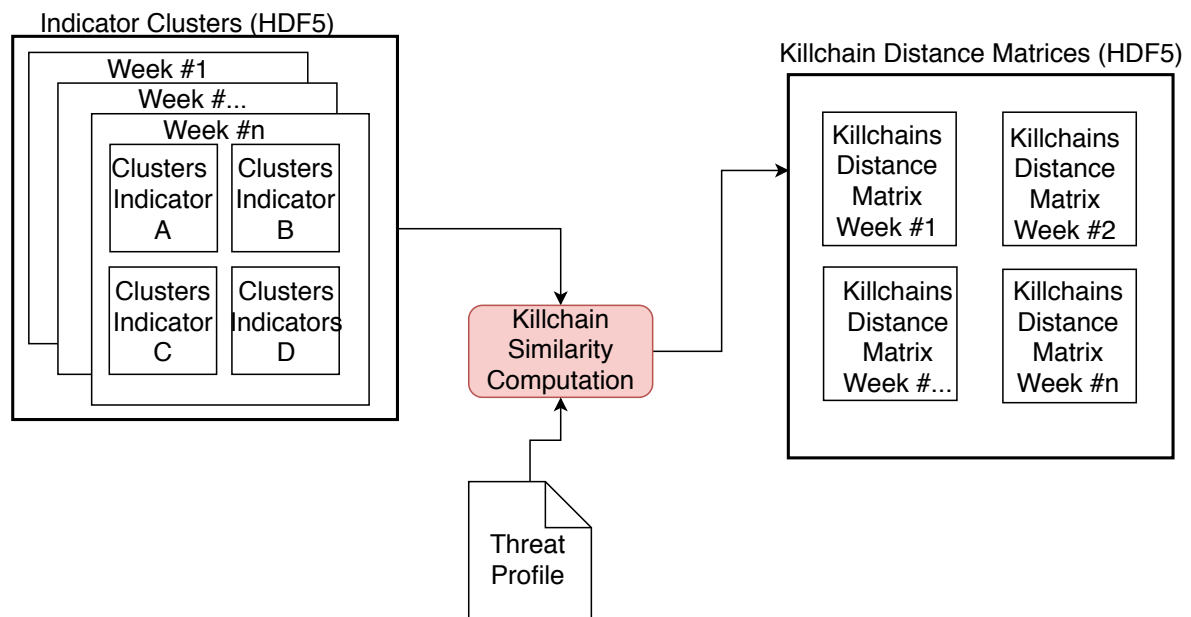 Indicator Clusters (HDF5)
Week #1
Week #...
Week #n
Clusters
Indicator
A
Clusters
Indicator
B
Clusters
Indicator
C
Clusters
Indicators
D
Killchain
Similarity
Computation
Threat
Profile
Killchain Distance Matrices (HDF5)
Killchains
Distance
Matrix
Week #1
Killchains
Distance
Matrix
Week #2
Killchains
Distance
Matrix
Week #...
Killchains
Distance
Matrix
Week #n